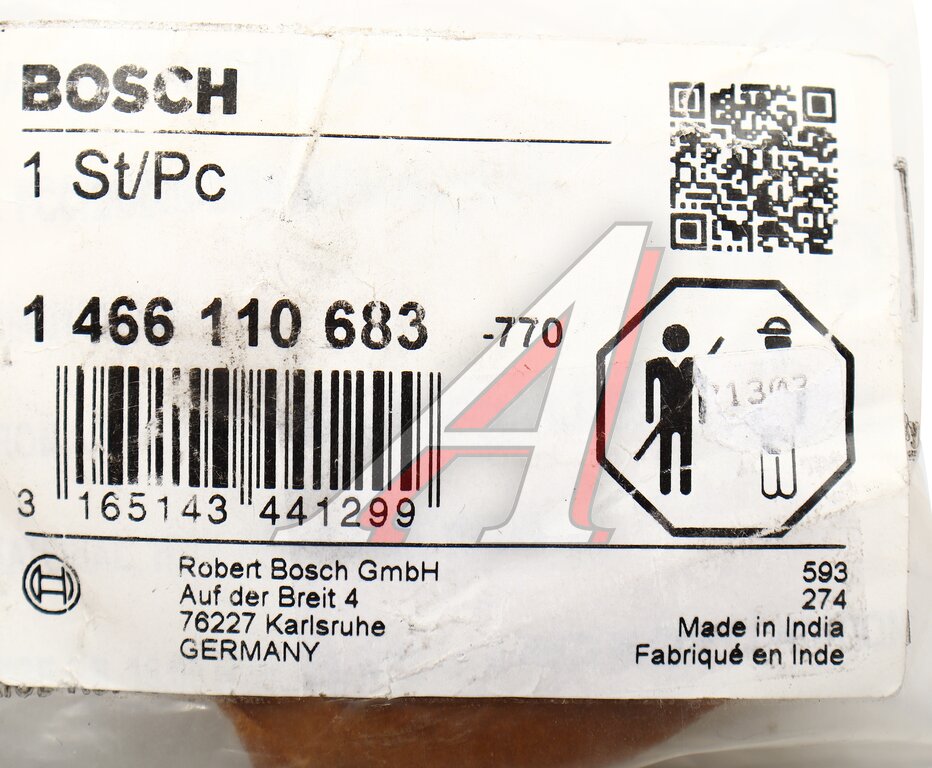 BOSCH
1 St/Pc
1 466 110 683 -770
3 165143 441299
Robert Bosch GmbH
Auf der Breit 4
76227 Karlsruhe
GERMANY
593
274
Made in India
Fabriqué en Inde